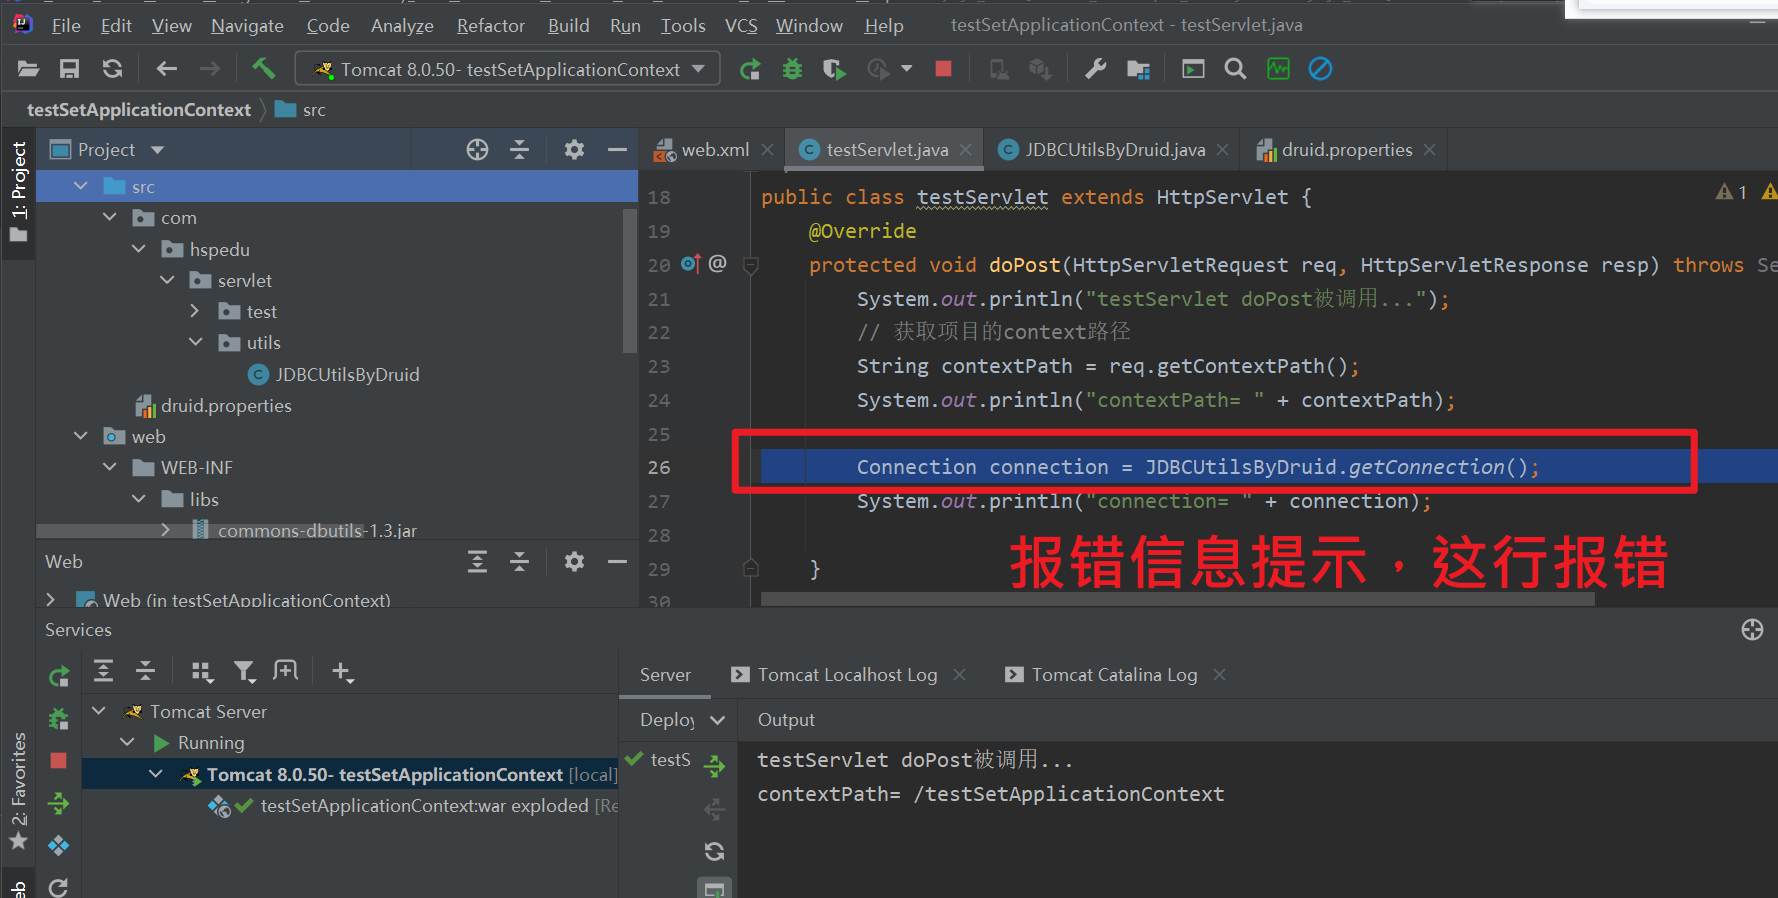 File Edit View Navigate Code Analyze Refactor Build Run Tools VCS Window Help testSetApplicationContext - testServlet.java
Tomcat 8.0.50- testSetApplicationContext
testSetApplicationContext src
1: Project
Project
web.xml testServlet.java JDBCUtilsByDruid.java druid.properties
src
com
hspedu
servlet
test
utils
JDBCUtilsByDruid
druid.properties
web
WEB-INF
libs
commons-dbutils-1.3.jar
18 public class testServlet extends HttpServlet {
1
19 @Override
20 @ protected void doPost(HttpServletRequest req, HttpServletResponse resp) throws Se
21 System.out.println("testServlet doPost被调用...");
22 // 获取项目的context路径
23 String contextPath = req.getContextPath();
24 System.out.println("contextPath= " + contextPath);
25
26 Connection connection = JDBCUtilsByDruid.getConnection();
27 System.out.println("connection= " + connection);
28
报错信息提示，这行报错
29 }
30
Web
Web (in testSetApplicationContext)
Services
2: Favorites
Tomcat Server
Running
Tomcat 8.0.50- testSetApplicationContext [local]
testSetApplicationContext:war exploded [Re
Server Tomcat Localhost Log Tomcat Catalina Log
Deploy Output
testS
testServlet doPost被调用...
contextPath= /testSetApplicationContext
eb